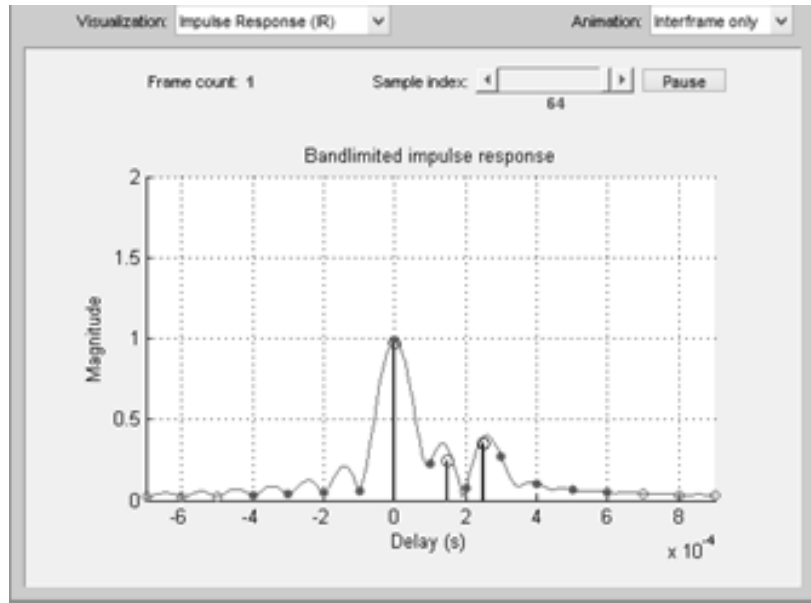 Visualization: Impulse Response (IR) Animation: Interframe only
Frame count: 1 Sample index: Pause
64
Bandlimited impulse response
2
1.5
1
0.5
0
Magnitude
-6 -4 -2 0 2 4 6 8
Delay (s)
x 10^-4